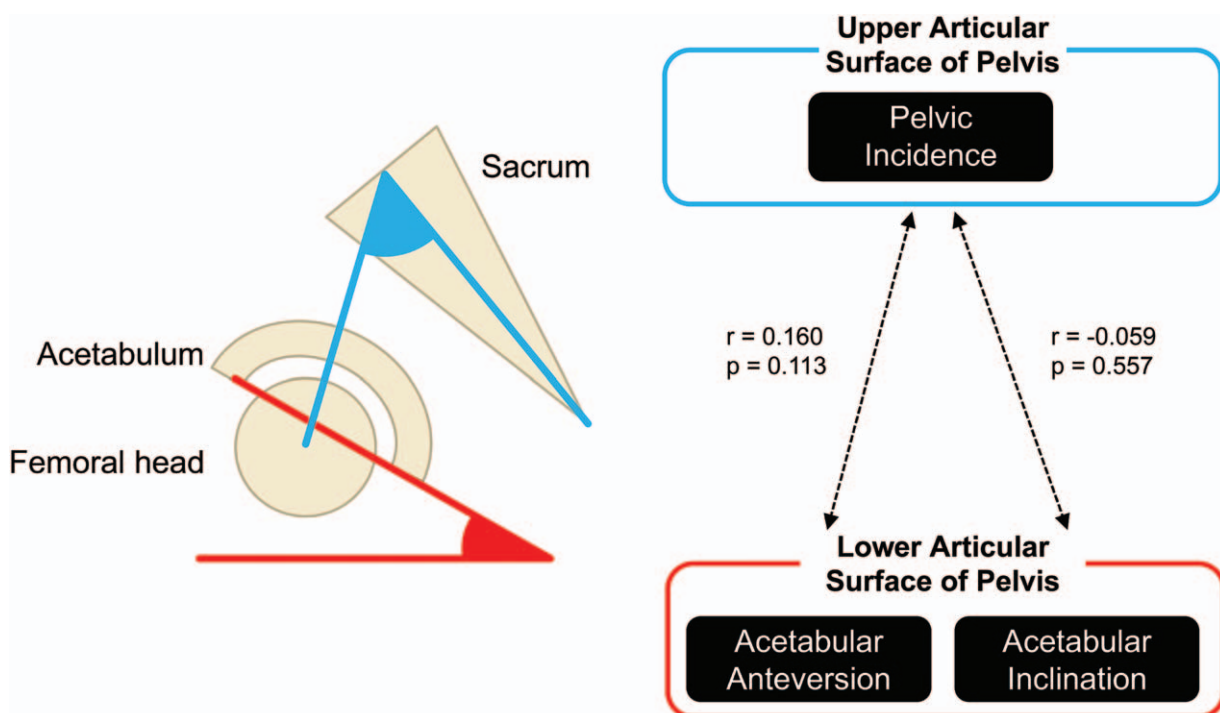 Upper Articular
Surface of Pelvis
Pelvic
Incidence
Sacrum
Acetabulum
Femoral head
r = 0.160
p = 0.113
r = -0.059
p = 0.557
Lower Articular
Surface of Pelvis
Acetabular
Anteversion
Acetabular
Inclination